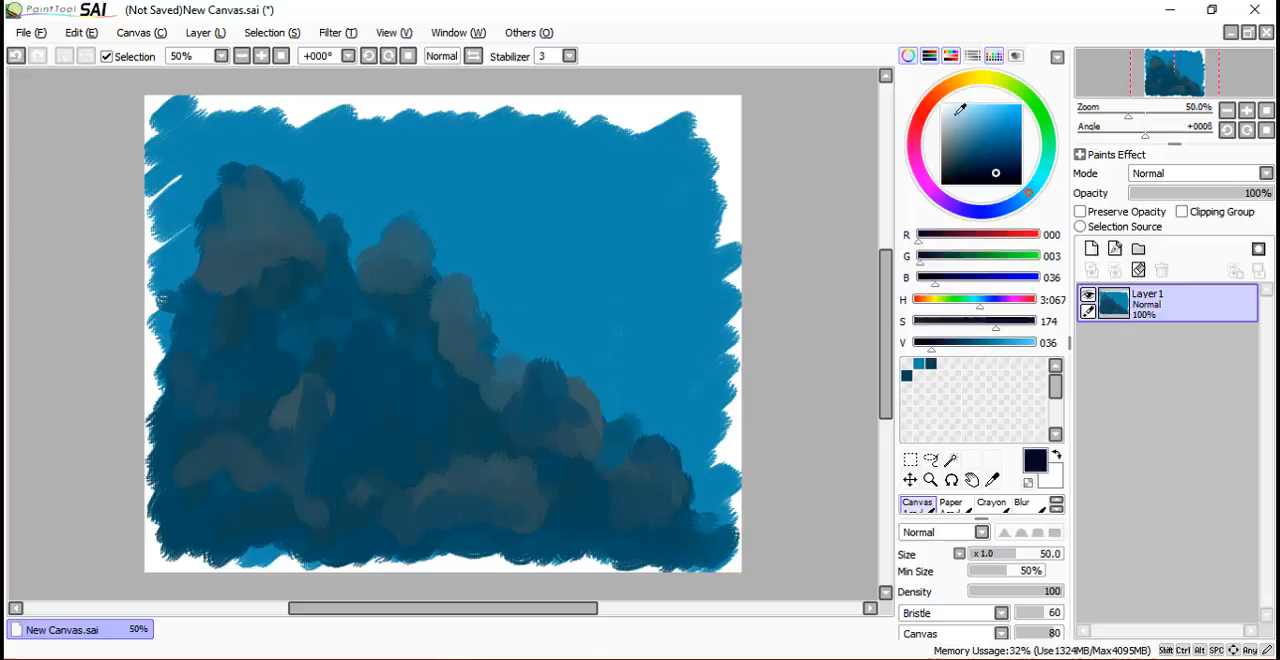 PaintTool SAI (Not Saved)New Canvas.sai (*)
File (F) Edit (E) Canvas (C) Layer (L) Selection (S) Filter (T) View (V) Window (W) Others (O)
Selection 50% +000° Normal Stabilizer 3
Zoom 50.0%
Angle +000°
Paints Effect
Mode Normal
Opacity 100%
Preserve Opacity Clipping Group
Selection Source
Layer1
Normal
100%
R 000
G 003
B 036
H 3:067
S 174
V 036
Canvas Paper Crayon Blur
Normal
Size x 1.0 50.0
Min Size 50%
Density 100
Bristle 60
Canvas 80
New Canvas.sai 50%
Memory Usage:32% (Use1324MB/Max4095MB) Shift Ctrl Alt SPC Any